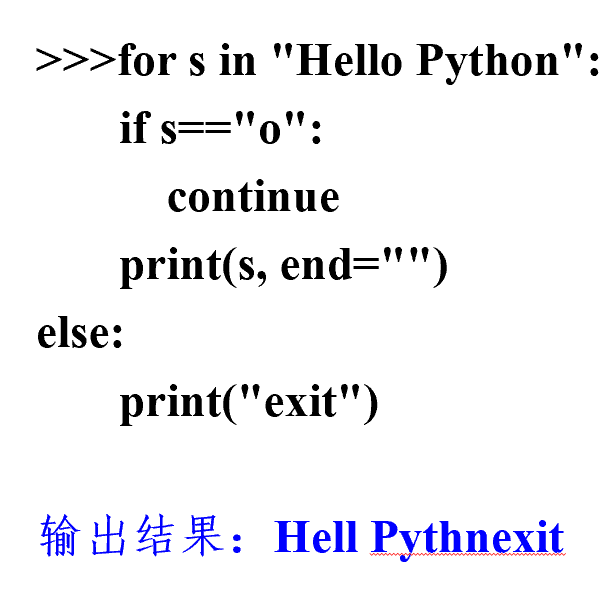 >>>for s in "Hello Python":
if s=="o":
continue
print(s, end="")
else:
print("exit")
输出结果：Hell Pythnexit